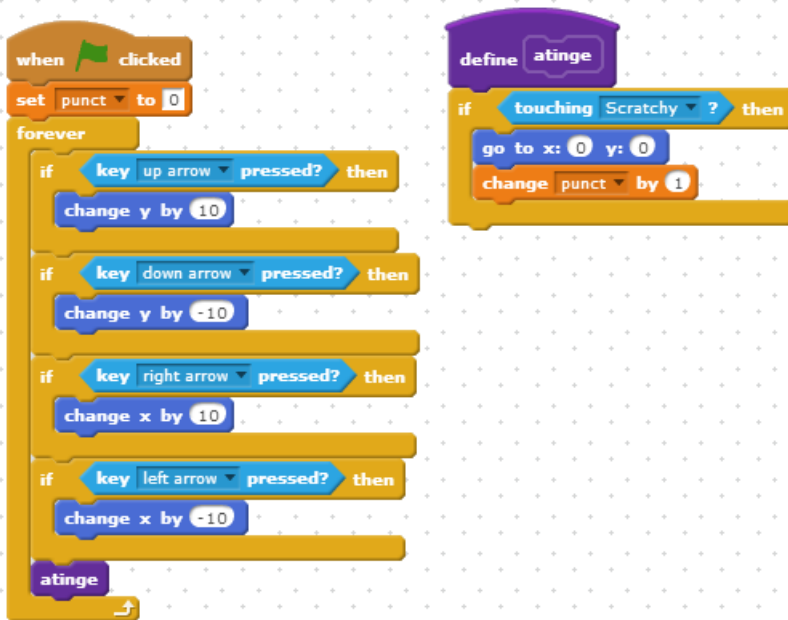 when clicked
set punct to 0
forever
if key up arrow pressed? then
change y by 10
if key down arrow pressed? then
change y by -10
if key right arrow pressed? then
change x by 10
if key left arrow pressed? then
change x by -10
atinge
define atinge
if touching Scratchy ? then
go to x: 0 y: 0
change punct by 1